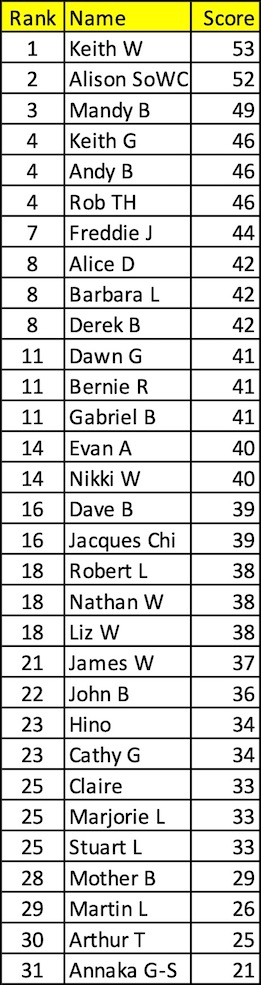 Rank Name Score
1 Keith W 53
2 Alison SoWC 52
3 Mandy B 49
4 Keith G 46
4 Andy B 46
4 Rob TH 46
7 Freddie J 44
8 Alice D 42
8 Barbara L 42
8 Derek B 42
11 Dawn G 41
11 Bernie R 41
11 Gabriel B 41
14 Evan A 40
14 Nikki W 40
16 Dave B 39
16 Jacques Chi 39
18 Robert L 38
18 Nathan W 38
18 Liz W 38
21 James W 37
22 John B 36
23 Hino 34
23 Cathy G 34
25 Claire 33
25 Marjorie L 33
25 Stuart L 33
28 Mother B 29
29 Martin L 26
30 Arthur T 25
31 Annaka G-S 21